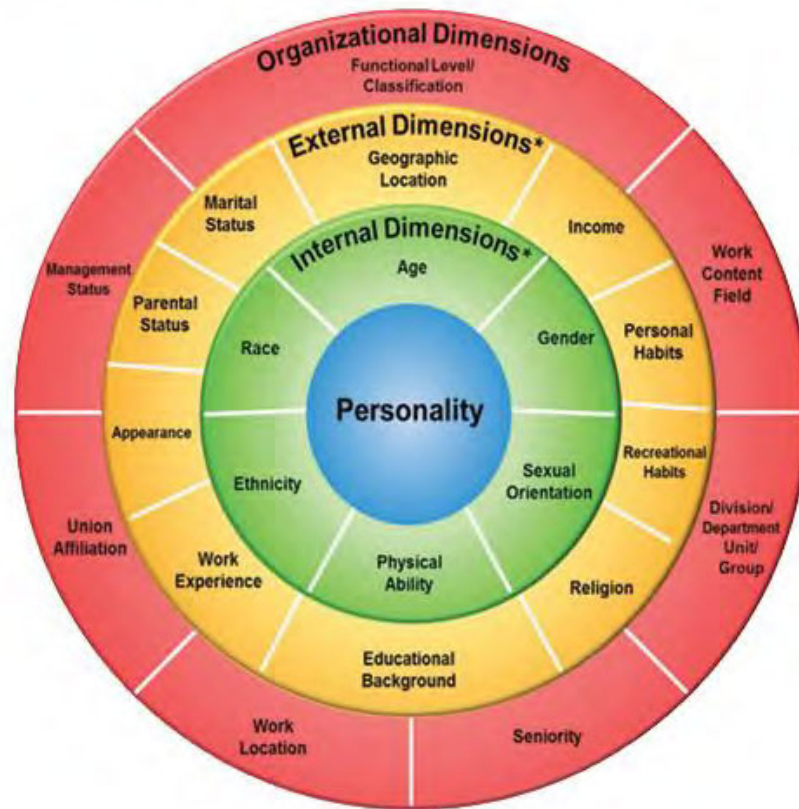 Organizational Dimensions
Functional Level/
Classification
Work
Content
Field
Division/
Department
Unit/
Group
Seniority
Work
Location
Union
Affiliation
Management
Status
External Dimensions*
Geographic
Location
Income
Personal
Habits
Recreational
Habits
Religion
Educational
Background
Work
Experience
Appearance
Parental
Status
Marital
Status
Internal Dimensions*
Age
Gender
Sexual
Orientation
Physical
Ability
Ethnicity
Race
Personality